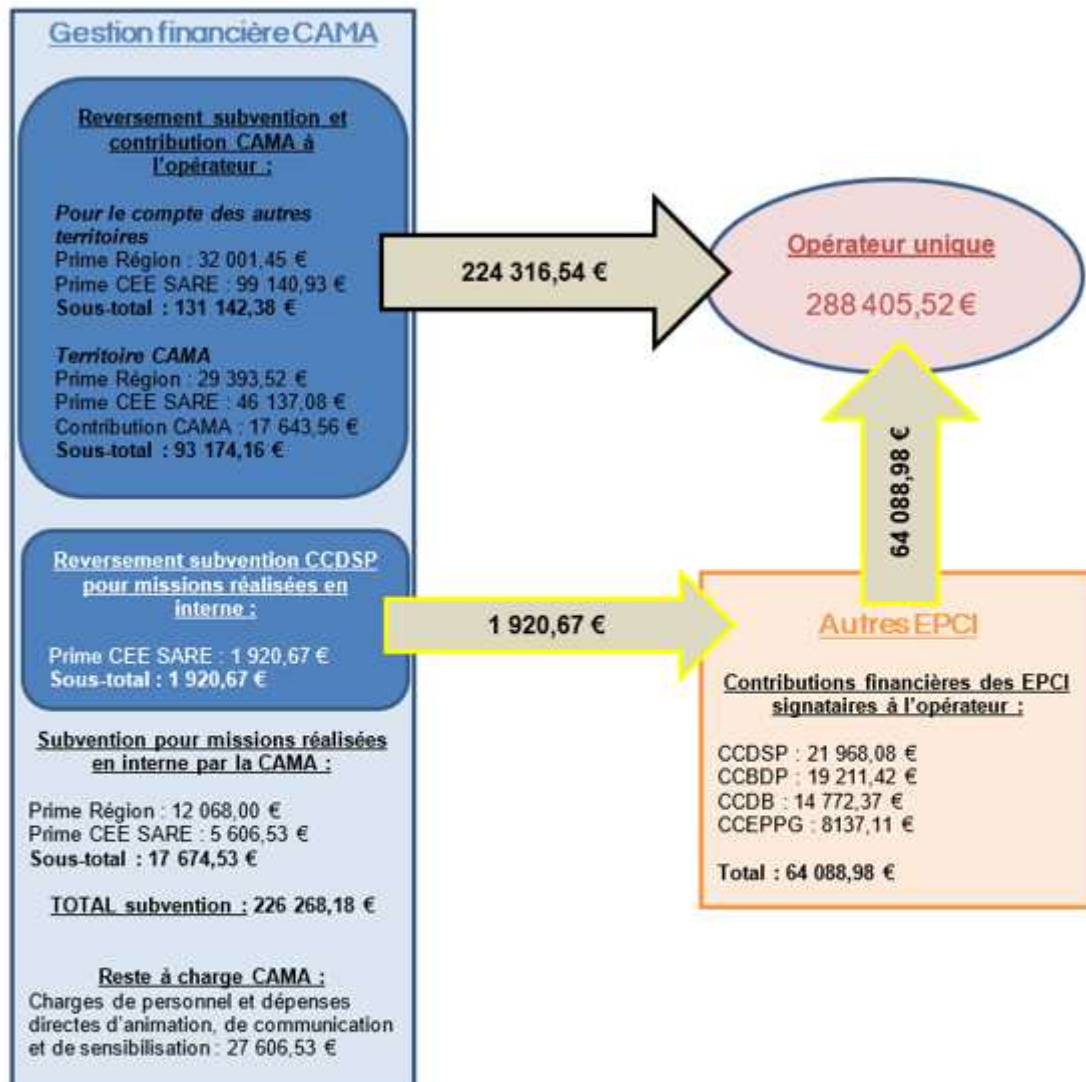 Gestion financière CAMA
Reversement subvention et
contribution CAMA à
l'opérateur :
Pour le compte des autres
territoires
Prime Région : 32 001,45 €
Prime CEE SARE : 99 140,93 €
Sous-total : 131 142,38 €
Territoire CAMA
Prime Région : 29 393,52 €
Prime CEE SARE : 46 137,08 €
Contribution CAMA : 17 643,56 €
Sous-total : 93 174,16 €
224 316,54 €
Opérateur unique
288 405,52 €
64 088,98 €
Reversement subvention CCDSP
pour missions réalisées en
interne :
Prime CEE SARE : 1 920,67 €
Sous-total : 1 920,67 €
1 920,67 €
Autres EPCI
Contributions financières des EPCI
signataires à l'opérateur :
CCDSP : 21 968,08 €
CCBDP : 19 211,42 €
CCDB : 14 772,37 €
CCEPPG : 8137,11 €
Total : 64 088,98 €
Subvention pour missions réalisées
en interne par la CAMA :
Prime Région : 12 068,00 €
Prime CEE SARE : 5 606,53 €
Sous-total : 17 674,53 €
TOTAL subvention : 226 268,18 €
Reste à charge CAMA :
Charges de personnel et dépenses
directes d'animation, de communication
et de sensibilisation : 27 606,53 €